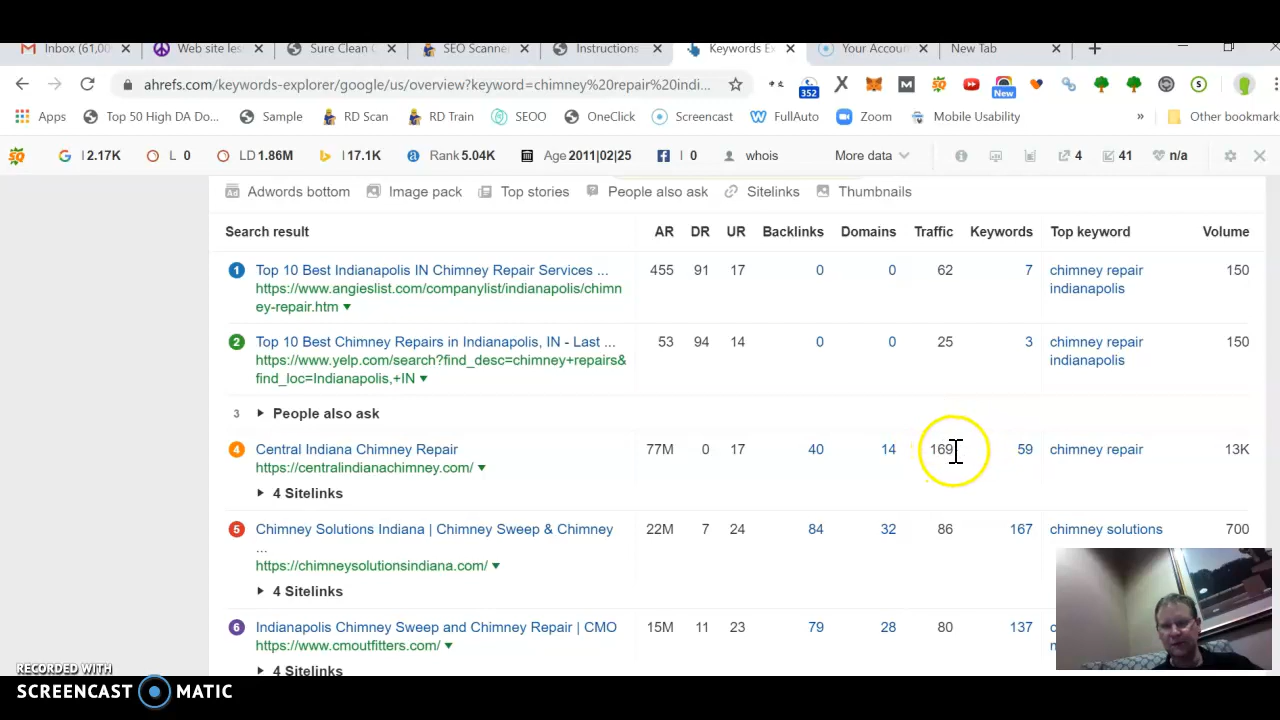 Inbox (61,00
Web site les
Sure Clean C
SEO Scanner
Instructions
Keywords Ex
Your Accoun
New Tab
ahrefs.com/keywords-explorer/google/us/overview?keyword=chimney%20repair%20indi...
352
New
Apps
Top 50 High DA Do...
Sample
RD Scan
RD Train
SEOO
OneClick
Screencast
FullAuto
Zoom
Mobile Usability
»
Other bookmark
I 2.17K
L 0
LD 1.86M
I 17.1K
Rank 5.04K
Age 2011|02|25
I 0
whois
More data
4
41
n/a
Adwords bottom
Image pack
Top stories
People also ask
Sitelinks
Thumbnails
Search result AR DR UR Backlinks Domains Traffic Keywords Top keyword Volume
1 Top 10 Best Indianapolis IN Chimney Repair Services ... 455 91 17 0 0 62 7 chimney repair 150
https://www.angieslist.com/companylist/indianapolis/chimn indianapolis
ey-repair.htm
2 Top 10 Best Chimney Repairs in Indianapolis, IN - Last ... 53 94 14 0 0 25 3 chimney repair 150
https://www.yelp.com/search?find_desc=chimney+repairs& indianapolis
find_loc=Indianapolis,+IN
3 People also ask
4 Central Indiana Chimney Repair 77M 0 17 40 14 169 59 chimney repair 13K
https://centralindianachimney.com/
4 Sitelinks
5 Chimney Solutions Indiana | Chimney Sweep & Chimney 22M 7 24 84 32 86 167 chimney solutions 700
...
https://chimneysolutionsindiana.com/
4 Sitelinks
6 Indianapolis Chimney Sweep and Chimney Repair | CMO 15M 11 23 79 28 80 137
https://www.cmoutfitters.com/
4 Sitelinks
RECORDED WITH
SCREENCAST MATIC